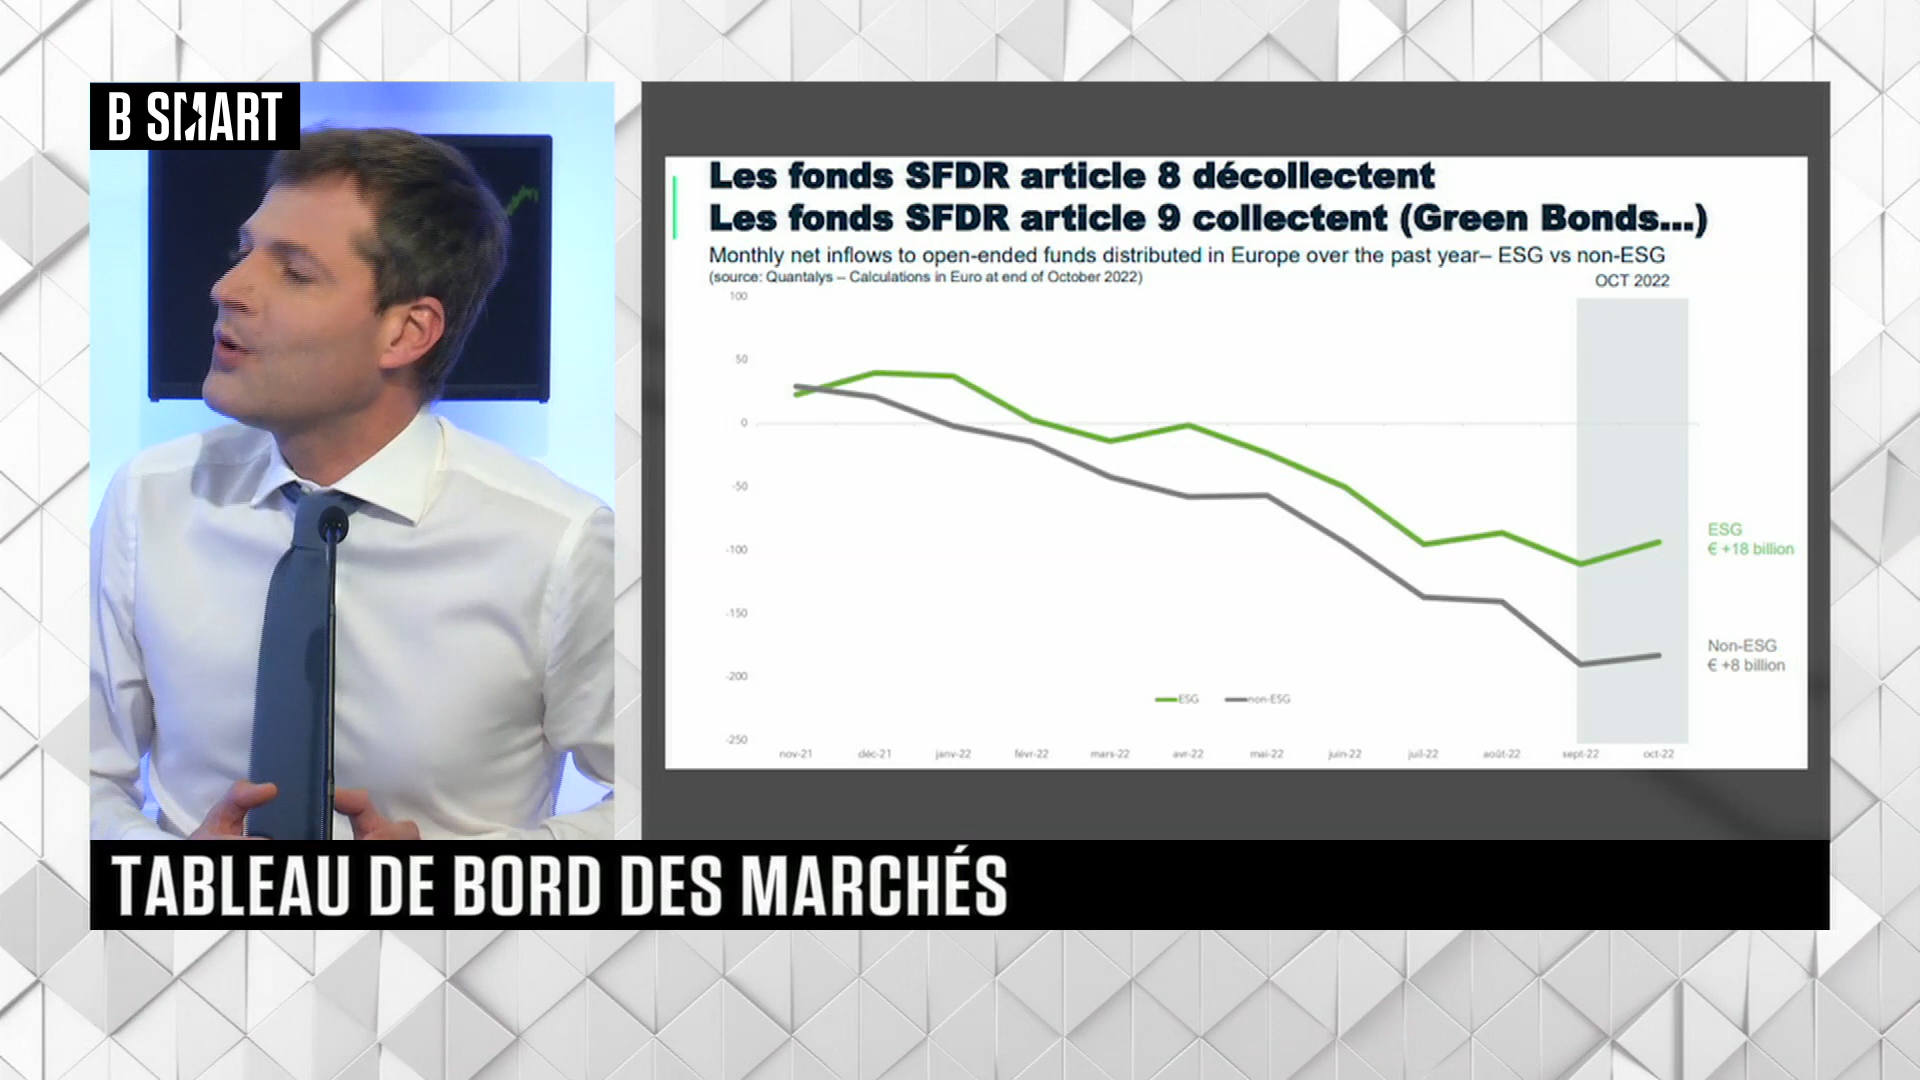 B SMART
Les fonds SFDR article 8 décollectent
Les fonds SFDR article 9 collectent (Green Bonds...)
Monthly net inflows to open-ended funds distributed in Europe over the past year– ESG vs non-ESG
(source: Quantalys – Calculations in Euro at end of October 2022)
OCT 2022
100
50
0
-50
-100
-150
-200
-250
ESG
€ +18 billion
Non-ESG
€ +8 billion
ESG non-ESG
nov-21 déc-21 janv-22 févr-22 mars-22 avr-22 mai-22 juin-22 juil-22 août-22 sept-22 oct-22
TABLEAU DE BORD DES MARCHÉS